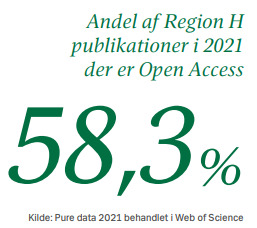 Andel af Region H
publikationer i 2021
der er Open Access
58,3%
Kilde: Pure data 2021 behandlet i Web of Science